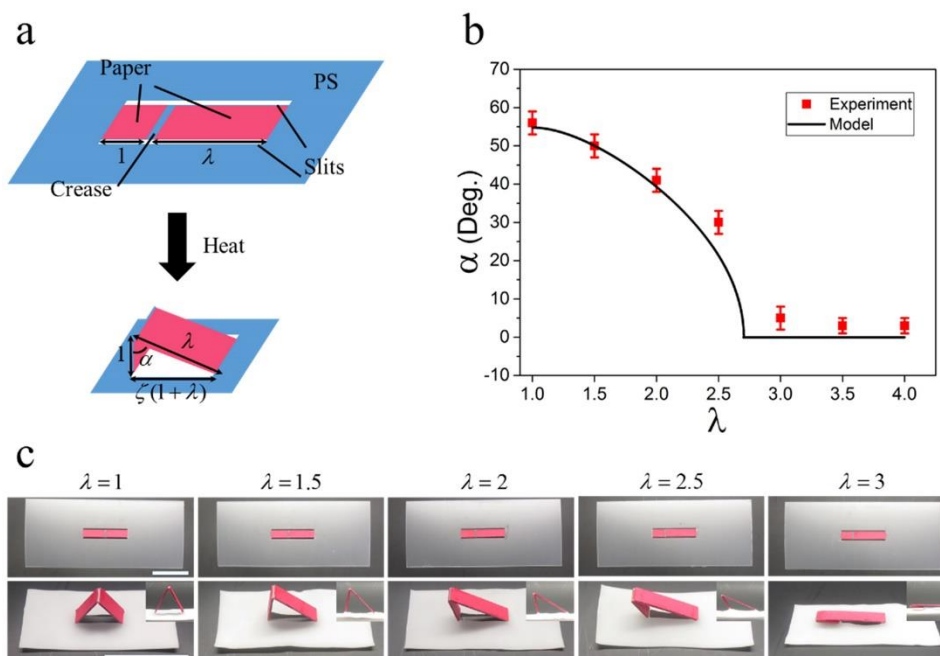 a
Paper
PS
1
λ
Slits
Crease
Heat
1
α
λ
ζ(1+λ)
b
70
60
50
40
30
20
10
0
-10
α (Deg.)
Experiment
Model
1.0 1.5 2.0 2.5 3.0 3.5 4.0
λ
c
λ = 1 λ = 1.5 λ = 2 λ = 2.5 λ = 3